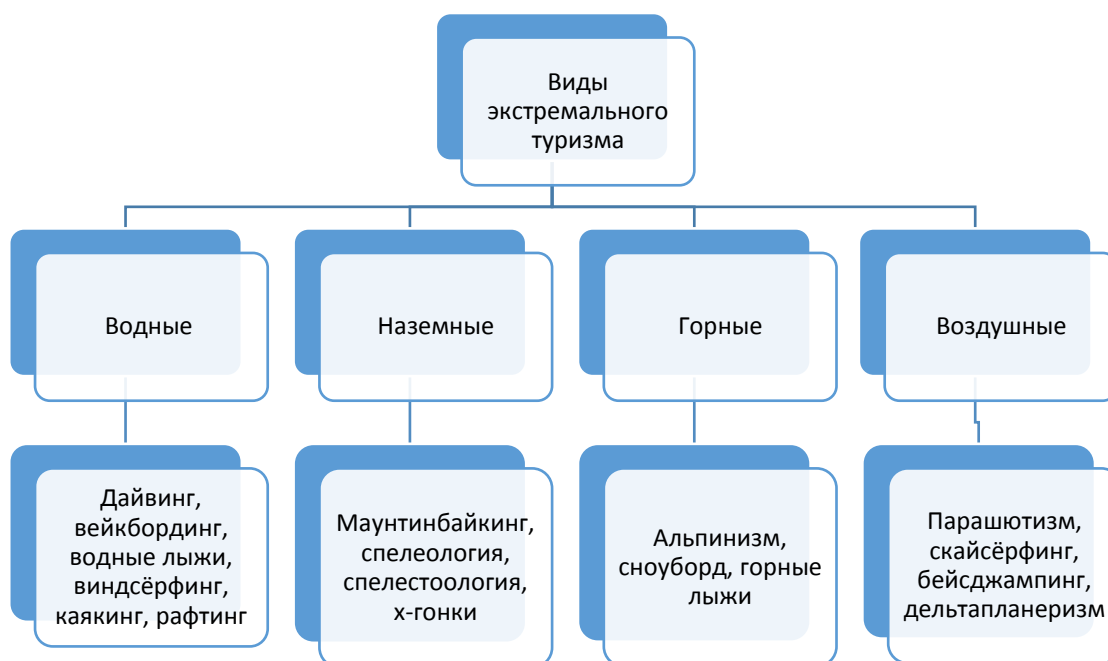 Виды
экстремального
туризма
Водные
Наземные
Горные
Воздушные
Дайвинг,
вейкбординг,
водные лыжи,
виндсёрфинг,
каякинг, рафтинг
Маунтинбайкинг,
спелеология,
спелестоология,
х-гонки
Альпинизм,
сноуборд, горные
лыжи
Парашютизм,
скайсёрфинг,
бейсджампинг,
дельтапланеризм